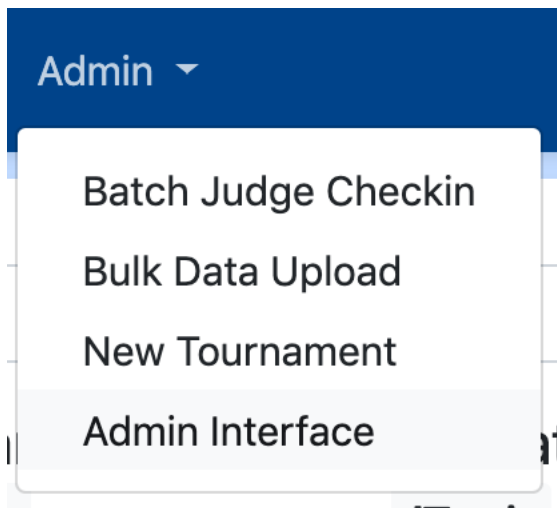 Admin
Batch Judge Checkin
Bulk Data Upload
New Tournament
Admin Interface